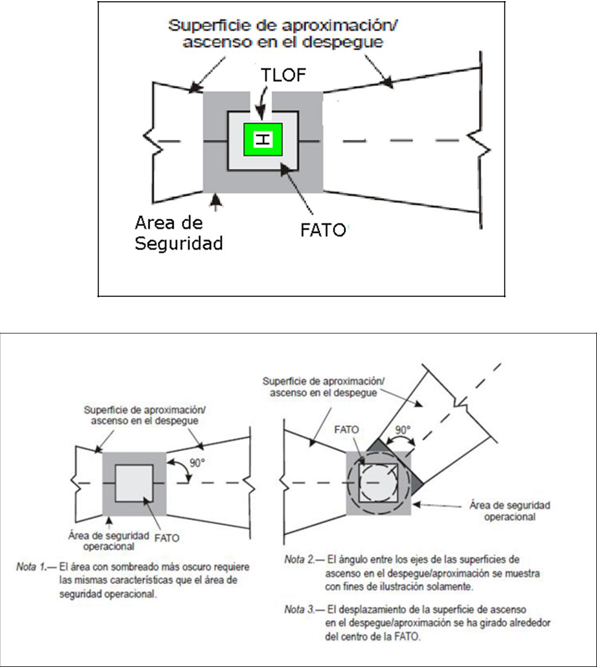 Superficie de aproximación/
ascenso en el despegue
TLOF
H
Area de
Seguridad
FATO
Superficie de aproximación/
ascenso en el despegue
90°
Área de seguridad
operacional
FATO
Nota 1.— El área con sombreado más oscuro requiere
las mismas características que el área de
seguridad operacional.
Superficie de aproximación/
ascenso en el despegue
FATO
90°
Área de seguridad
operacional
Nota 2.— El ángulo entre los ejes de las superficies de
ascenso en el despegue/aproximación se muestra
con fines de ilustración solamente.
Nota 3.— El desplazamiento de la superficie de ascenso
en el despegue/aproximación se ha girado alrededor
del centro de la FATO.